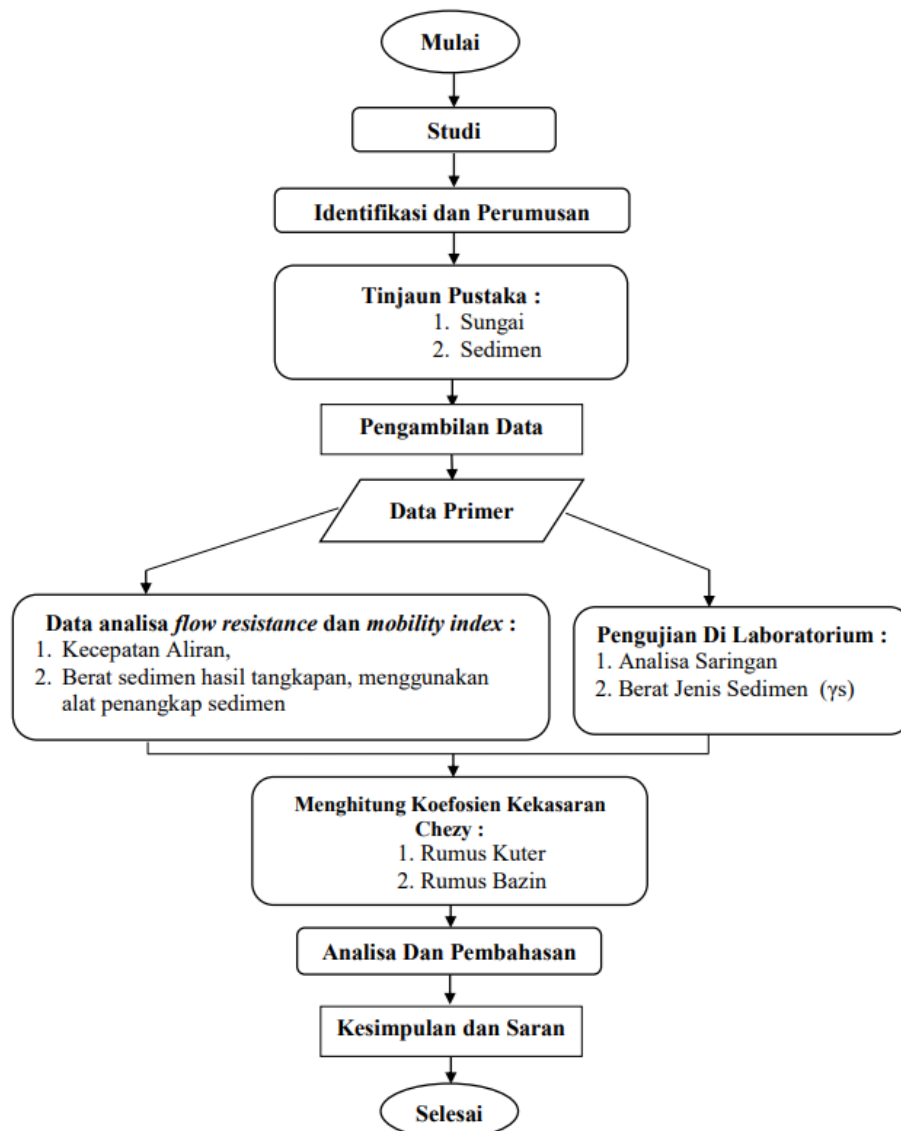 Mulai
Studi
Identifikasi dan Perumusan
Tinjaun Pustaka :
1. Sungai
2. Sedimen
Pengambilan Data
Data Primer
Data analisa flow resistance dan mobility index :
1. Kecepatan Aliran,
2. Berat sedimen hasil tangkapan, menggunakan
alat penangkap sedimen
Pengujian Di Laboratorium :
1. Analisa Saringan
2. Berat Jenis Sedimen (γs)
Menghitung Koefosien Kekasaran
Chezy :
1. Rumus Kuter
2. Rumus Bazin
Analisa Dan Pembahasan
Kesimpulan dan Saran
Selesai